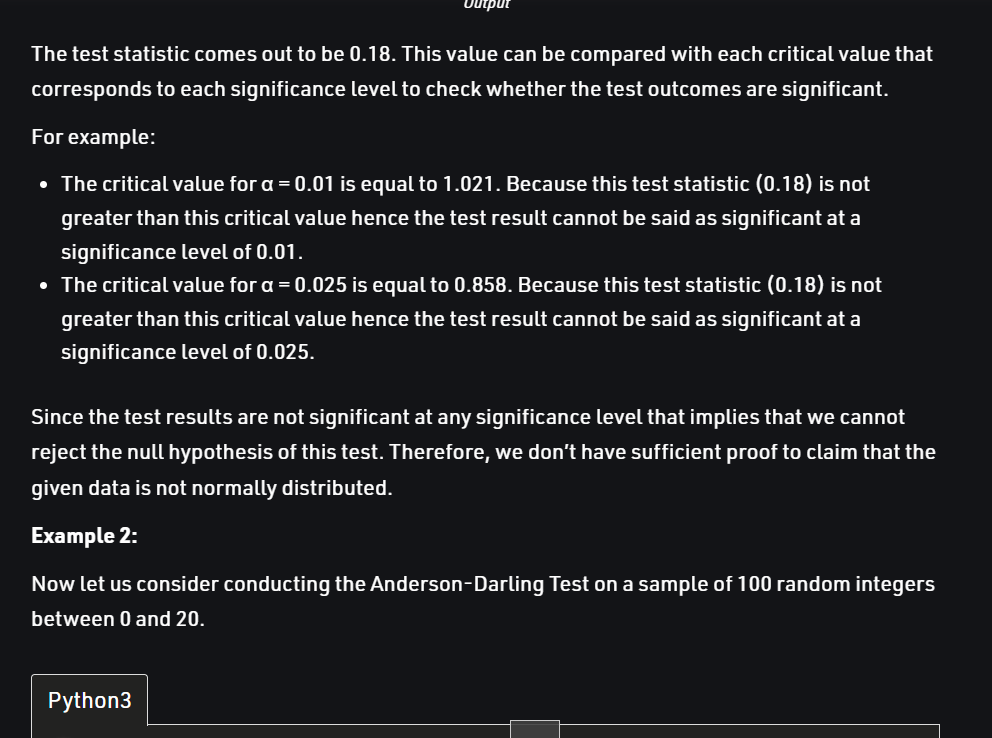 Output
The test statistic comes out to be 0.18. This value can be compared with each critical value that
corresponds to each significance level to check whether the test outcomes are significant.
For example:
• The critical value for α = 0.01 is equal to 1.021. Because this test statistic (0.18) is not
greater than this critical value hence the test result cannot be said as significant at a
significance level of 0.01.
• The critical value for α = 0.025 is equal to 0.858. Because this test statistic (0.18) is not
greater than this critical value hence the test result cannot be said as significant at a
significance level of 0.025.
Since the test results are not significant at any significance level that implies that we cannot
reject the null hypothesis of this test. Therefore, we don’t have sufficient proof to claim that the
given data is not normally distributed.
Example 2:
Now let us consider conducting the Anderson-Darling Test on a sample of 100 random integers
between 0 and 20.
Python3